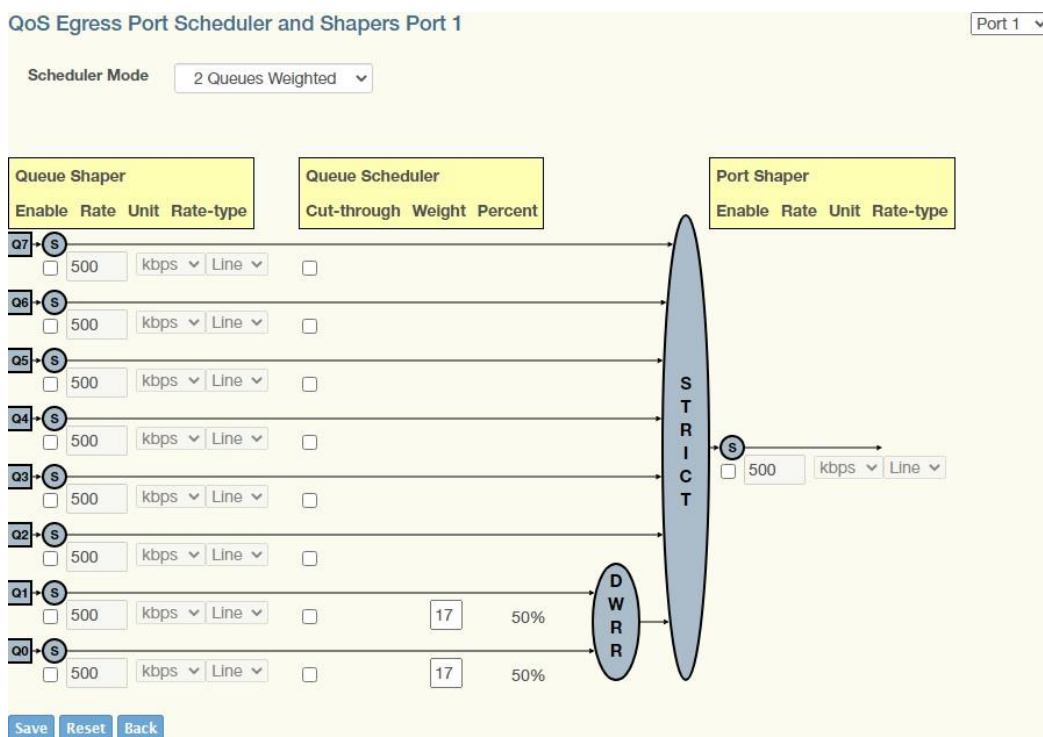 QoS Egress Port Scheduler and Shapers Port 1 Port 1
Scheduler Mode 2 Queues Weighted
Queue Shaper Queue Scheduler Port Shaper
Enable Rate Unit Rate-type Cut-through Weight Percent Enable Rate Unit Rate-type
Q7 S
500 kbps Line
Q6 S
500 kbps Line
Q5 S
500 kbps Line
Q4 S
500 kbps Line
Q3 S
500 kbps Line
Q2 S
500 kbps Line
Q1 S
500 kbps Line 17 50%
Q0 S
500 kbps Line 17 50%
DWRR
STRICT
S
500 kbps Line
Save Reset Back